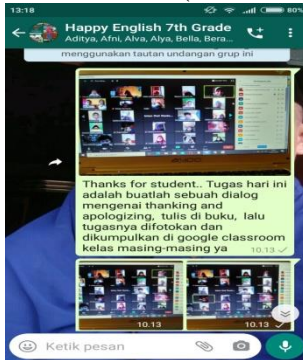 13:18
80%
Happy English 7th Grade
Aditya, Afni, Alva, Alya, Bella, Bera...
menggunakan tautan undangan grup ini
Thanks for student.. Tugas hari ini
adalah buatlah sebuah dialog
mengenai thanking and
apologizing, tulis di buku, lalu
tugasnya difotokan dan
dikumpulkan di google classroom
kelas masing-masing ya
10.13
10.13
10.13
Ketik pesan